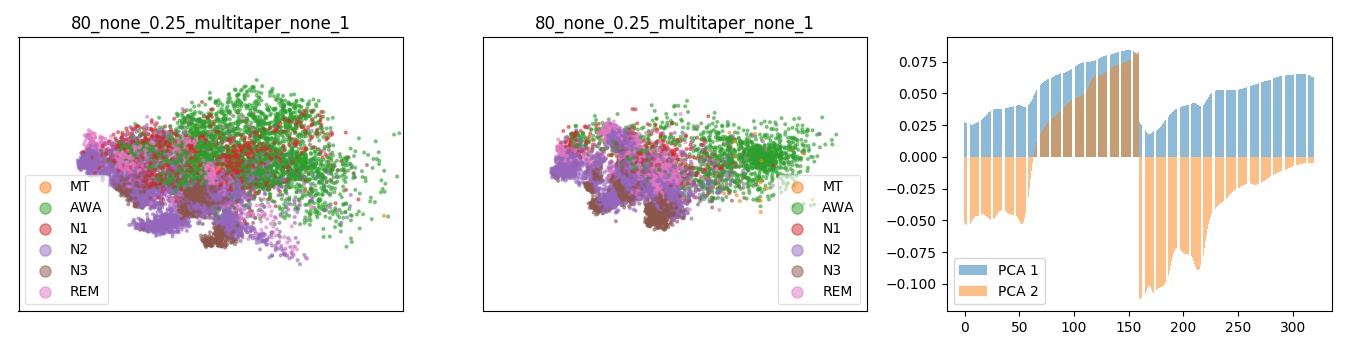 80_none_0.25_multitaper_none_1
MT
AWA
N1
N2
N3
REM
80_none_0.25_multitaper_none_1
MT
AWA
N1
N2
N3
REM
0.075
0.050
0.025
0.000
−0.025
−0.050
−0.075
−0.100
PCA 1
PCA 2
0 50 100 150 200 250 300